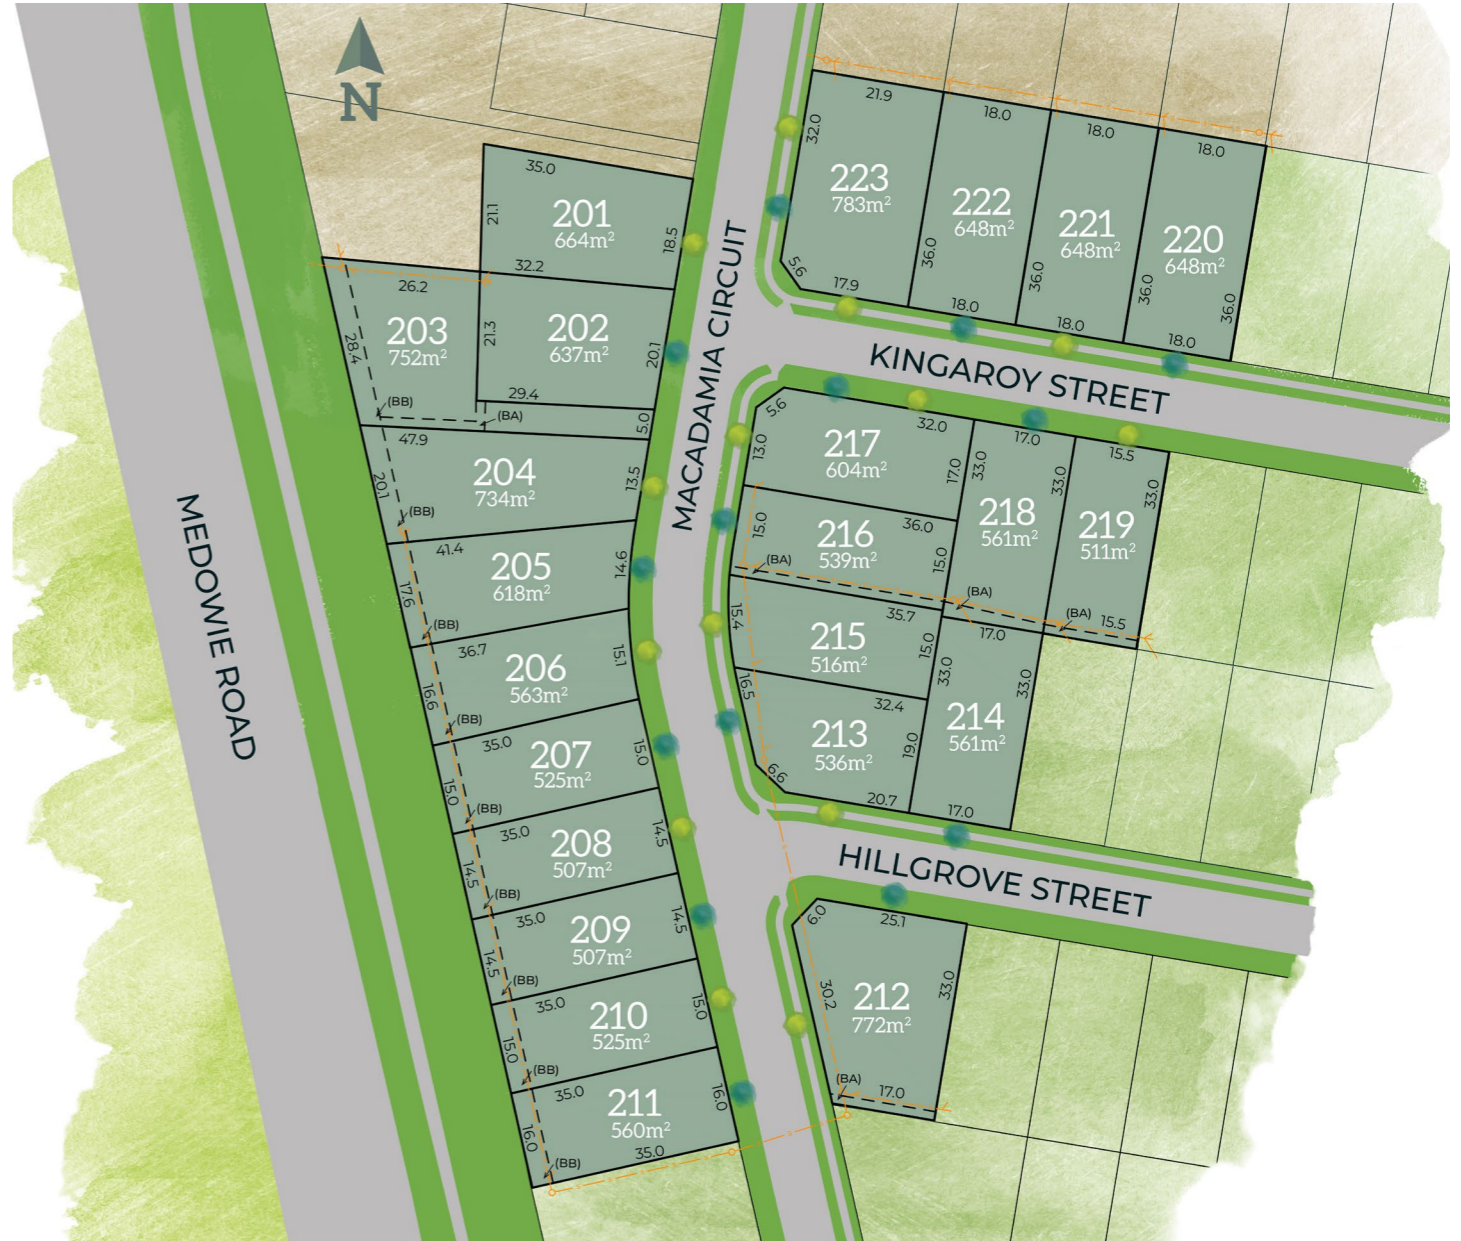 N
MEDOWIE ROAD
MACADAMIA CIRCUIT
KINGAROY STREET
HILLGROVE STREET
35.0
21.1
201
664m²
18.5
32.2
26.2
203
752m²
28.4
21.3
202
637m²
20.1
29.4
(BB)
(BA)
5.0
47.9
204
734m²
20.1
13.5
(BB)
41.4
205
618m²
17.6
14.6
(BB)
36.7
206
563m²
16.6
15.1
(BB)
35.0
207
525m²
15.0
15.0
(BB)
35.0
208
507m²
14.5
14.5
(BB)
35.0
209
507m²
14.5
14.5
(BB)
35.0
210
525m²
15.0
15.0
(BB)
35.0
211
560m²
16.0
16.0
(BB)
35.0
21.9
32.0
223
783m²
5.6
17.9
18.0
222
648m²
36.0
18.0
18.0
221
648m²
36.0
18.0
18.0
220
648m²
36.0
36.0
18.0
5.6
32.0
217
604m²
13.0
17.0
36.0
216
539m²
15.0
15.0
(BA)
17.0
33.0
218
561m²
33.0
(BA)
15.5
219
511m²
33.0
(BA)
15.5
15.4
215
516m²
35.7
15.0
16.5
32.4
213
536m²
19.0
6.6
20.7
17.0
33.0
214
561m²
33.0
17.0
6.0
25.1
30.2
212
772m²
33.0
(BA)
17.0